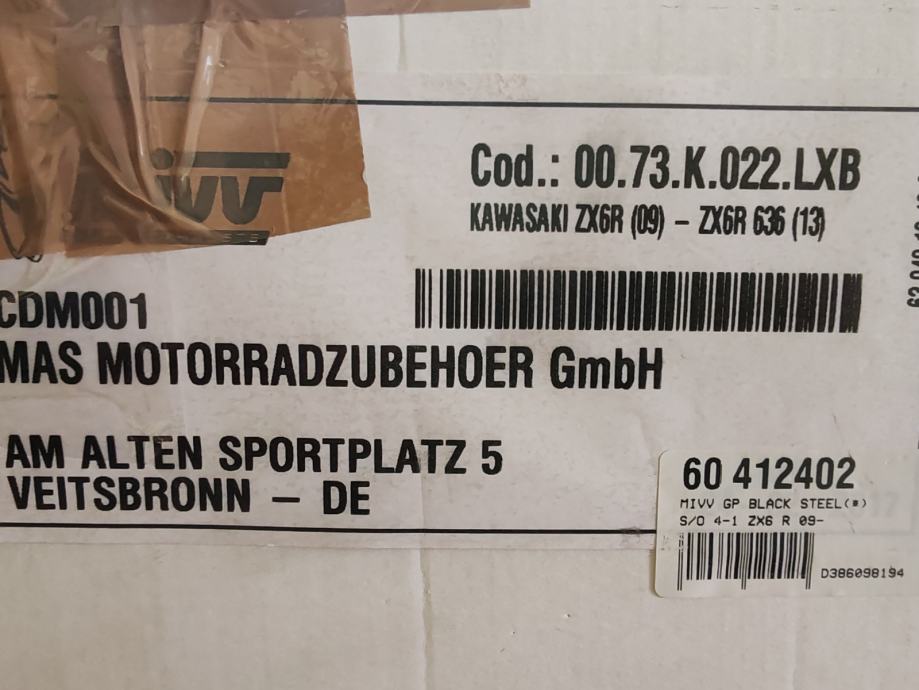 mivv
Cod.: 00.73.K.022.LXB
KAWASAKI ZX6R (09) – ZX6R 636 (13)
CDM001
MAS MOTORRADZUBEHOER GmbH
AM ALTEN SPORTPLATZ 5
VEITSBRONN – DE
60 412402
MIVV GP BLACK STEEL(*)
S/O 4-1 ZX6 R 09-
D386098194